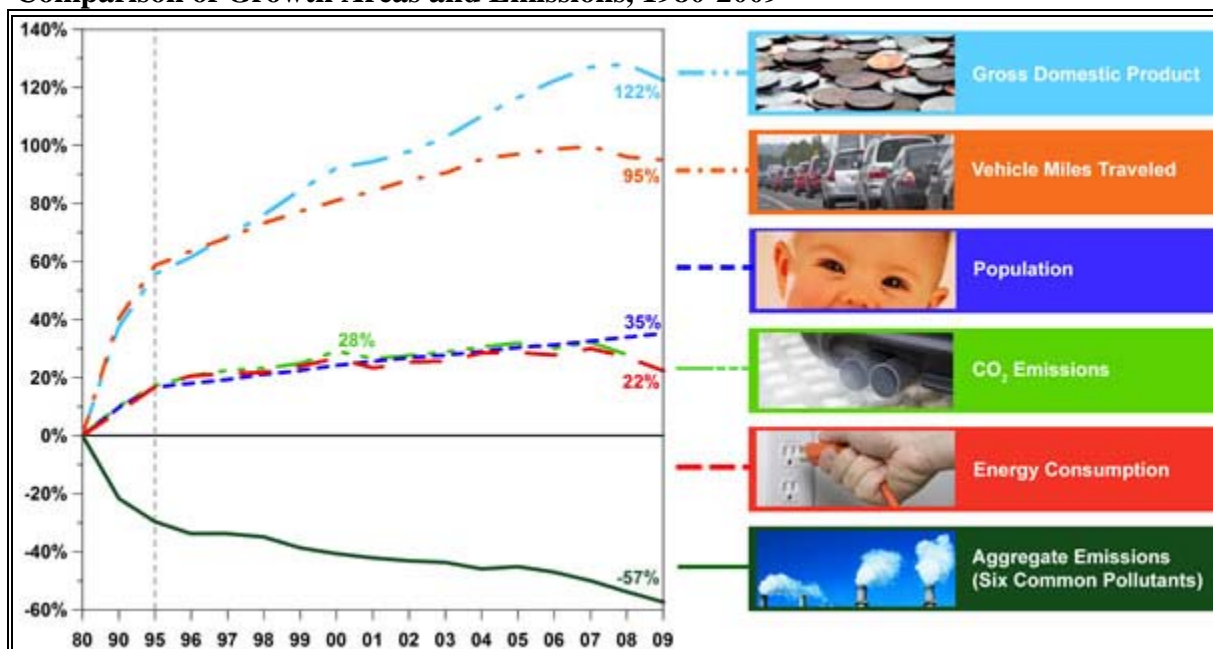 Comparison of Growth Areas and Emissions, 1980-2009
140%
120%
100%
80%
60%
40%
20%
0%
-20%
-40%
-60%
122%
95%
28%
35%
22%
-57%
80 90 95 96 97 98 99 00 01 02 03 04 05 06 07 08 09
Gross Domestic Product
Vehicle Miles Traveled
Population
CO₂ Emissions
Energy Consumption
Aggregate Emissions
(Six Common Pollutants)